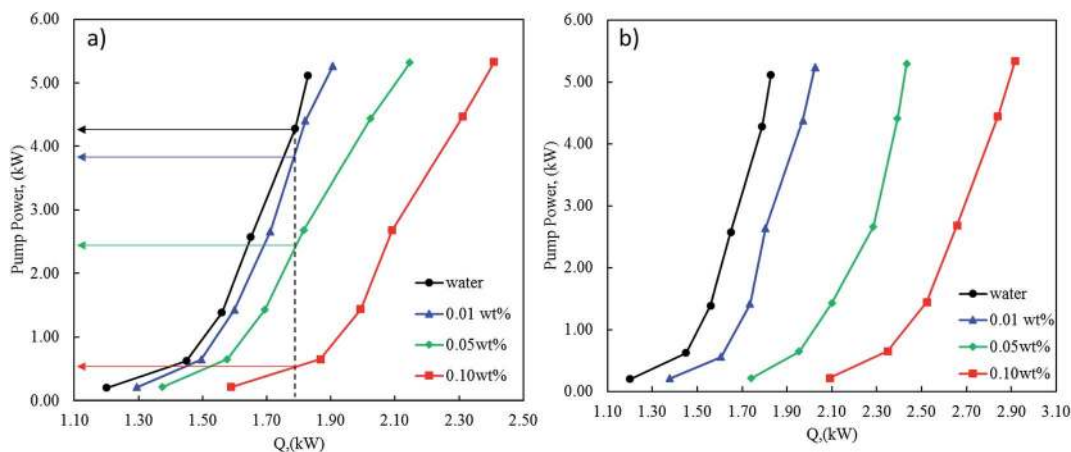 a)
Pump Power, (kW)
6.00
5.00
4.00
3.00
2.00
1.00
0.00
1.10 1.30 1.50 1.70 1.90 2.10 2.30 2.50
Q,(kW)
water
0.01 wt%
0.05wt%
0.10wt%
b)
Pump Power, (kW)
6.00
5.00
4.00
3.00
2.00
1.00
0.00
1.10 1.30 1.50 1.70 1.90 2.10 2.30 2.50 2.70 2.90 3.10
Q,(kW)
water
0.01 wt%
0.05wt%
0.10wt%